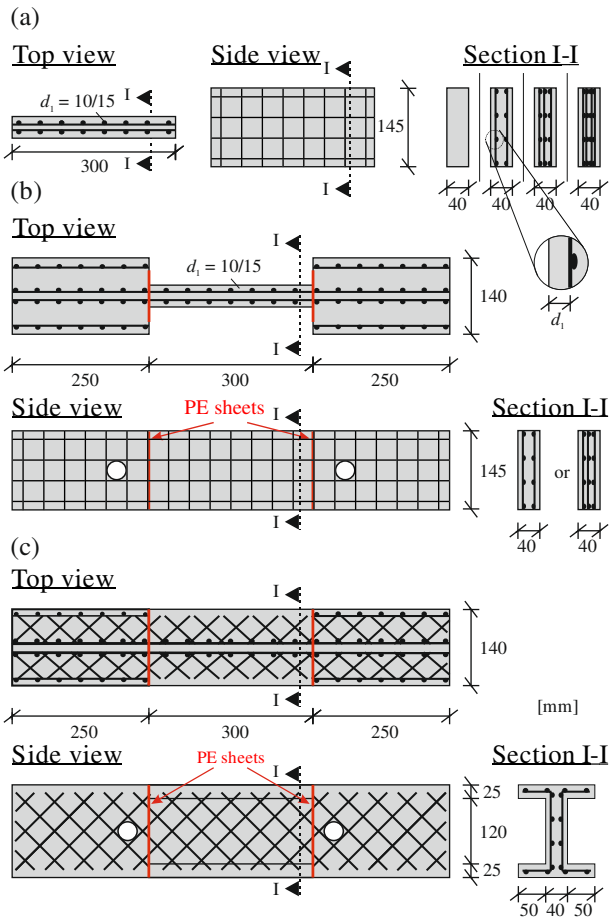 (a)
Top view
Side view
Section I-I
d₁ = 10/15
I
I
300
I
I
145
40
40
40
40
d₁
(b)
Top view
d₁ = 10/15
I
I
140
250
300
250
Side view
PE sheets
I
I
145
Section I-I
or
40
40
(c)
Top view
I
I
140
250
300
250
[mm]
Side view
PE sheets
I
I
Section I-I
25
120
25
50
40
50